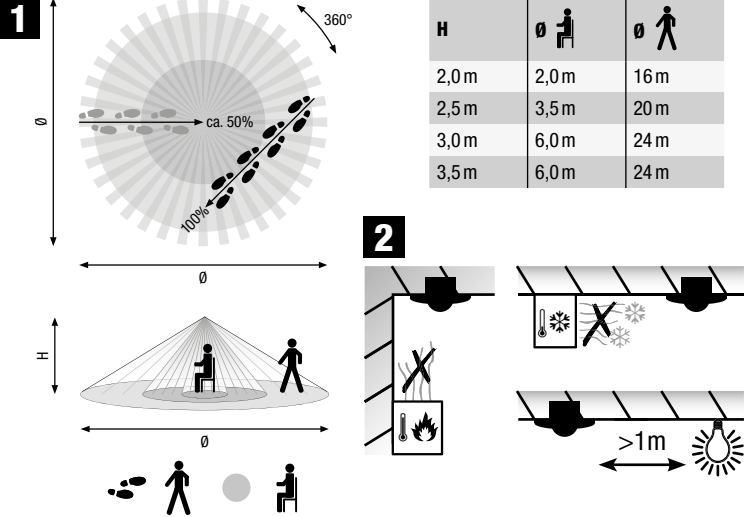 1
360°
Ø
ca. 50%
100%
Ø
H
Ø
H Ø Ø
2,0 m 2,0 m 16 m
2,5 m 3,5 m 20 m
3,0 m 6,0 m 24 m
3,5 m 6,0 m 24 m
2
>1m